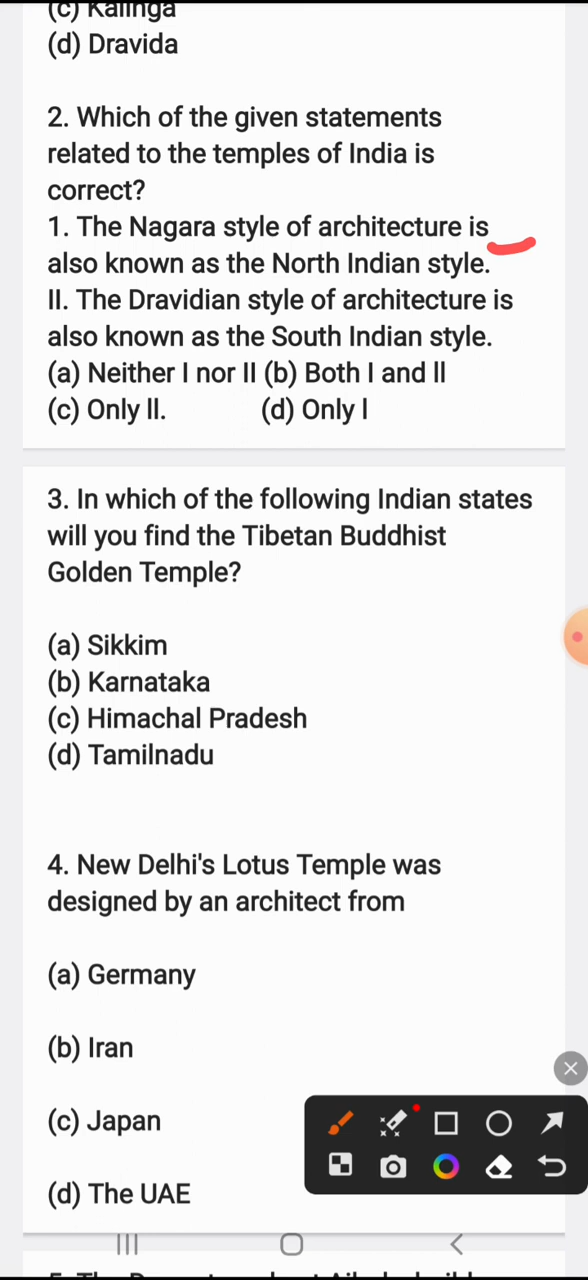 (c) Kalinga
(d) Dravida
2. Which of the given statements
related to the temples of India is
correct?
1. The Nagara style of architecture is
also known as the North Indian style.
II. The Dravidian style of architecture is
also known as the South Indian style.
(a) Neither I nor II (b) Both I and II
(c) Only II. (d) Only I
3. In which of the following Indian states
will you find the Tibetan Buddhist
Golden Temple?
(a) Sikkim
(b) Karnataka
(c) Himachal Pradesh
(d) Tamilnadu
4. New Delhi's Lotus Temple was
designed by an architect from
(a) Germany
(b) Iran
(c) Japan
(d) The UAE